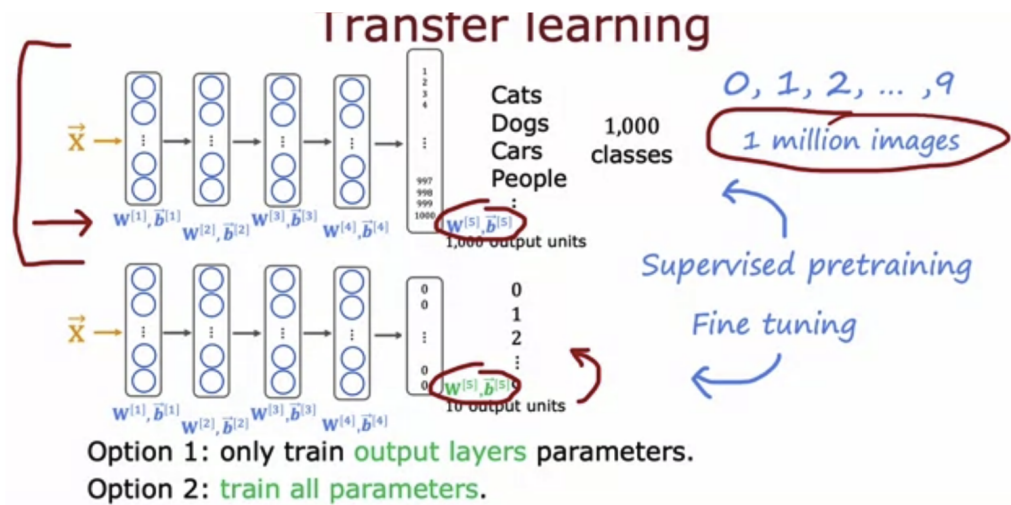 Transfer learning
0, 1, 2, ... ,9
1 million images
Cats
Dogs
Cars
People
⋮
1,000
classes
x⃗
1
2
3
4
⋮
997
998
999
1000
W[1], b⃗[1]
W[2], b⃗[2]
W[3], b⃗[3]
W[4], b⃗[4]
W[5], b⃗[5]
1,000 output units
Supervised pretraining
Fine tuning
x⃗
0
0
⋮
0
0
0
1
2
⋮
W[1], b⃗[1]
W[2], b⃗[2]
W[3], b⃗[3]
W[4], b⃗[4]
W[5], b⃗[5]
10 output units
Option 1: only train output layers parameters.
Option 2: train all parameters.